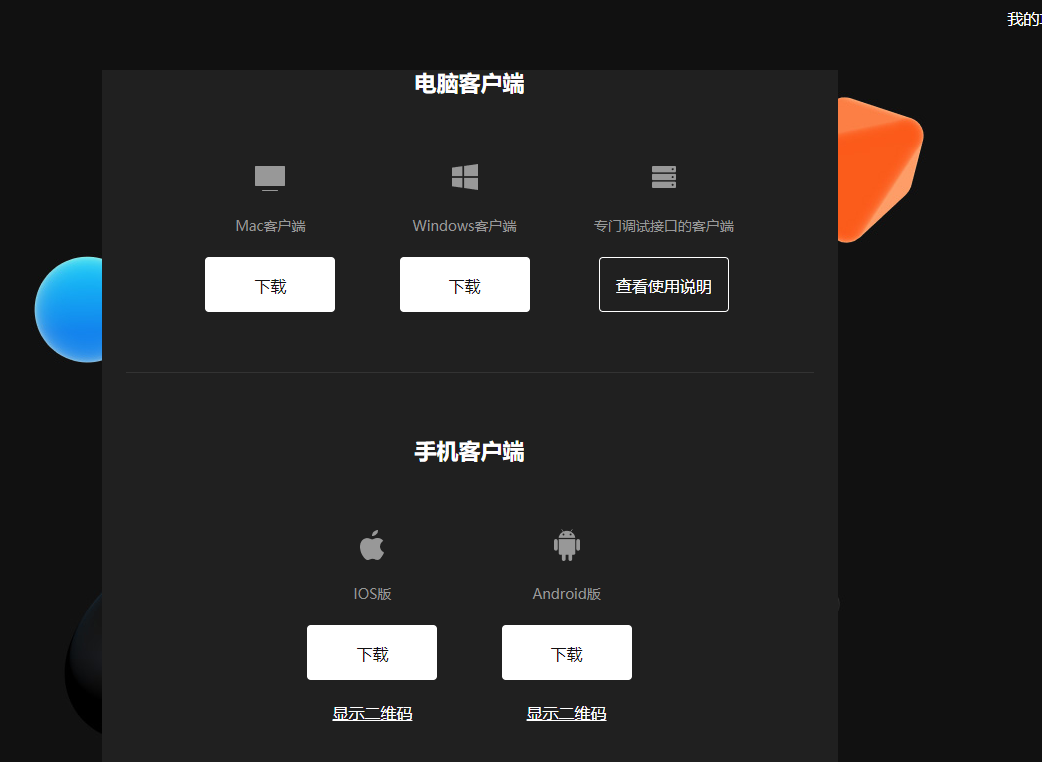 我的
电脑客户端
Mac客户端 Windows客户端 专门调试接口的客户端
下载 下载 查看使用说明
手机客户端
IOS版 Android版
下载 下载
显示二维码 显示二维码